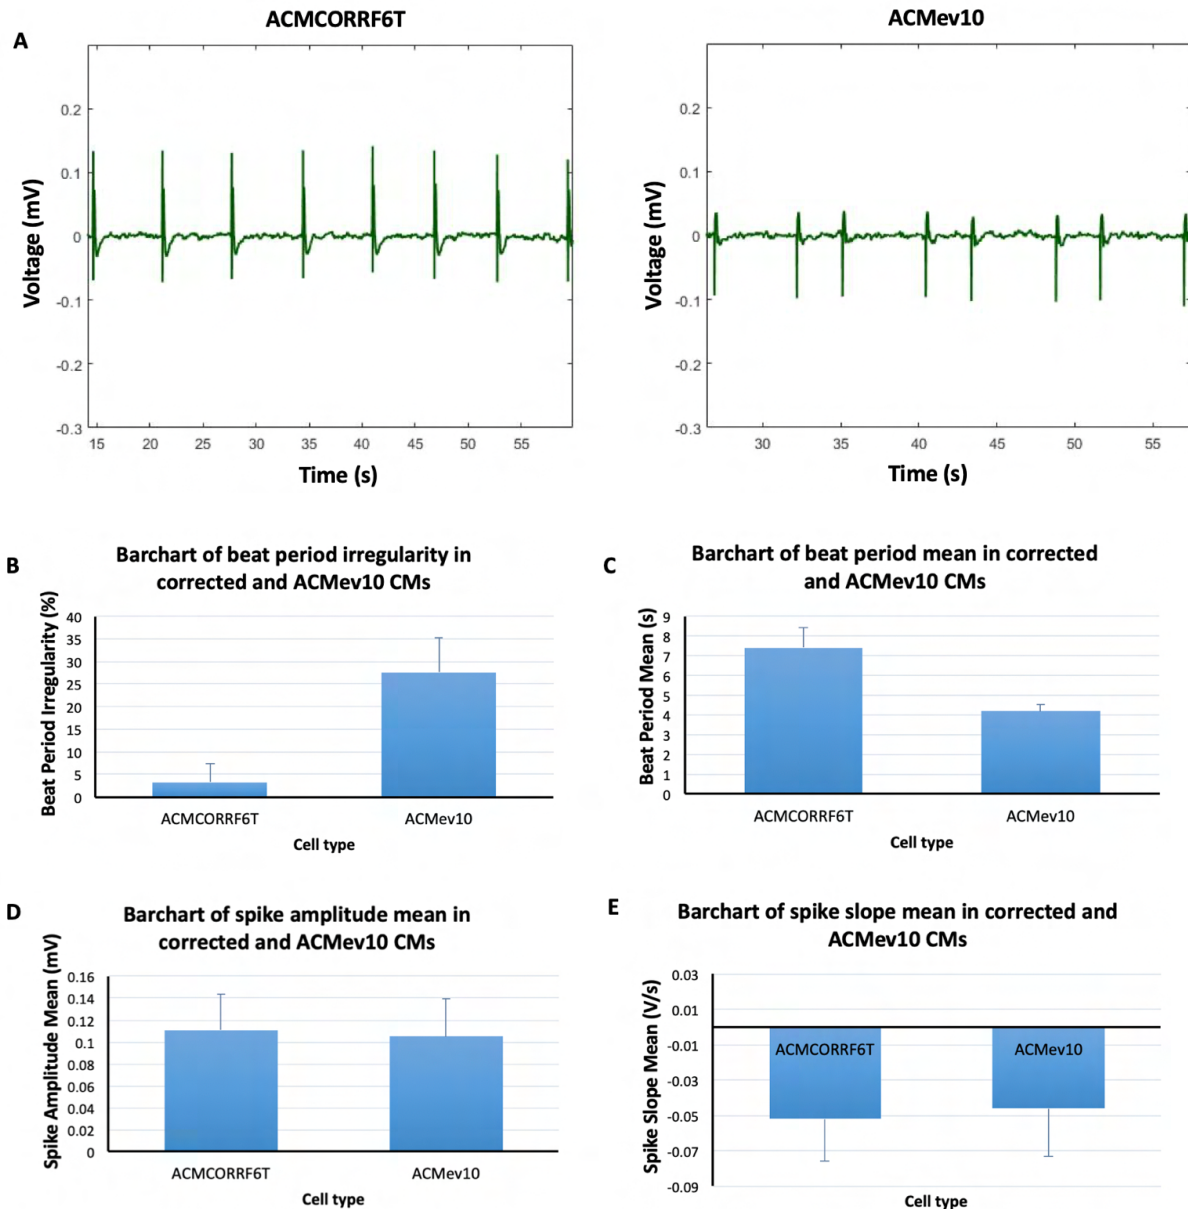 ACMCORRF6T
ACMev10
A
0.2
0.1
0
-0.1
-0.2
-0.3
Voltage (mV)
15 20 25 30 35 40 45 50 55
Time (s)
0.2
0.1
0
-0.1
-0.2
-0.3
Voltage (mV)
30 35 40 45 50 55
Time (s)
B
Barchart of beat period irregularity in
corrected and ACMev10 CMs
Beat Period Irregularity (%)
40
35
30
25
20
15
10
5
0
ACMCORRF6T ACMev10
Cell type
C
Barchart of beat period mean in corrected
and ACMev10 CMs
Beat Period Mean (s)
9
8
7
6
5
4
3
2
1
0
ACMCORRF6T ACMev10
Cell type
D
Barchart of spike amplitude mean in
corrected and ACMev10 CMs
Spike Amplitude Mean (mV)
0.16
0.14
0.12
0.1
0.08
0.06
0.04
0.02
0
ACMCORRF6T ACMev10
Cell type
E
Barchart of spike slope mean in corrected and
ACMev10 CMs
Spike Slope Mean (V/s)
0.03
0.01
-0.01
-0.03
-0.05
-0.07
-0.09
ACMCORRF6T ACMev10
Cell type